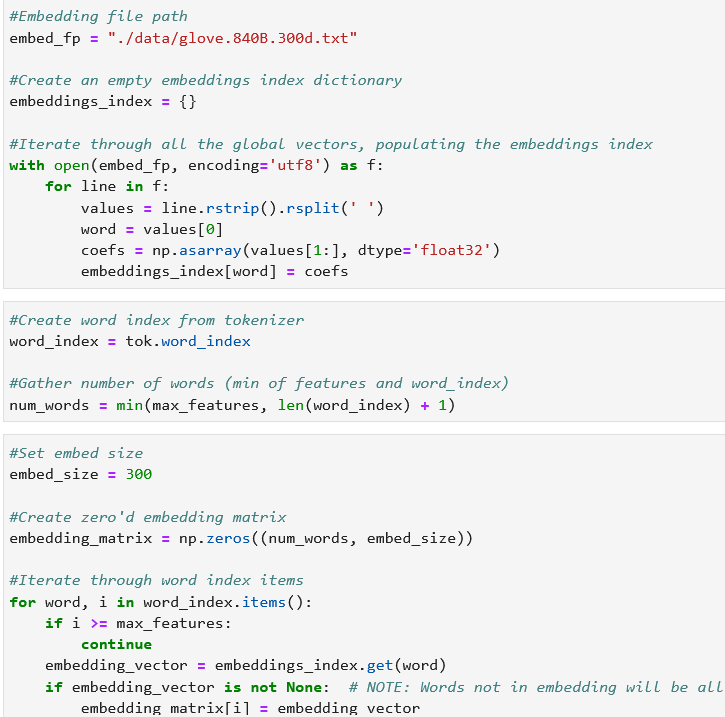 #Embedding file path
embed_fp = "./data/glove.840B.300d.txt"
#Create an empty embeddings index dictionary
embeddings_index = {}
#Iterate through all the global vectors, populating the embeddings index
with open(embed_fp, encoding='utf8') as f:
for line in f:
values = line.rstrip().rsplit(' ')
word = values[0]
coefs = np.asarray(values[1:], dtype='float32')
embeddings_index[word] = coefs
#Create word index from tokenizer
word_index = tok.word_index
#Gather number of words (min of features and word_index)
num_words = min(max_features, len(word_index) + 1)
#Set embed size
embed_size = 300
#Create zero'd embedding matrix
embedding_matrix = np.zeros((num_words, embed_size))
#Iterate through word index items
for word, i in word_index.items():
if i >= max_features:
continue
embedding_vector = embeddings_index.get(word)
if embedding_vector is not None:  # NOTE: Words not in embedding will be all
embedding_matrix[i] = embedding_vector